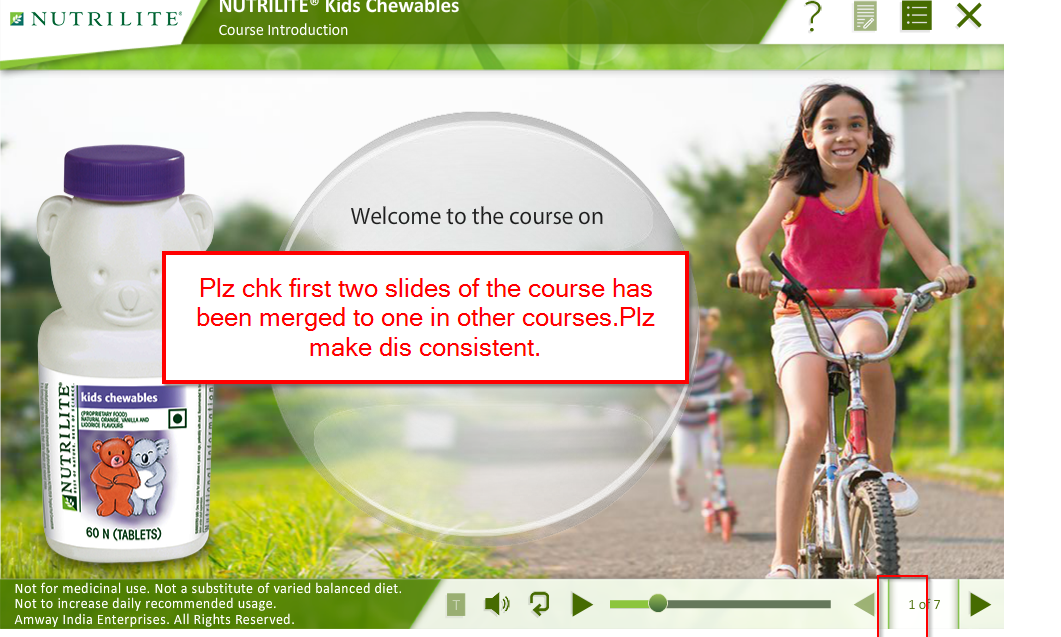 NUTRILITE®
NUTRILITE® Kids Chewables
Course Introduction
?
Welcome to the course on
Plz chk first two slides of the course has
been merged to one in other courses.Plz
make dis consistent.
NUTRILITE®
kids chewables
(PROPRIETARY FOOD)
NATURAL ORANGE, VANILLA AND
LICORICE FLAVOURS
60 N (TABLETS)
Not for medicinal use. Not a substitute of varied balanced diet.
Not to increase daily recommended usage.
Amway India Enterprises. All Rights Reserved.
T
1 of 7